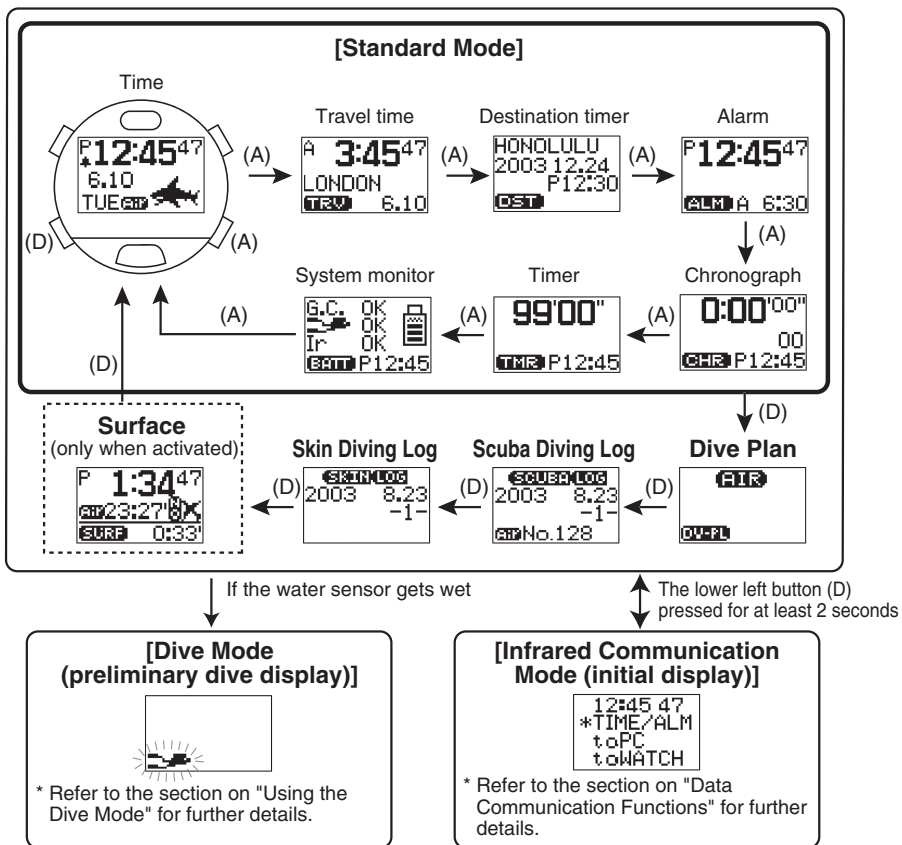 [Standard Mode]
Time
P 12:45 47
6.10
TUE
(D)
(A)
(A)
Travel time
A 3:45 47
LONDON
TRV 6.10
(A)
Destination timer
HONOLULU
2003 12.24
P12:30
DST
(A)
Alarm
P 12:45 47
ALM A 6:30
(A)
System monitor
G.C. OK
OK
Ir OK
BATT P12:45
(A)
Timer
99'00"
TMR P12:45
(A)
Chronograph
0:00'00"
00
CHR P12:45
(A)
(D)
(D)
Surface
(only when activated)
P 1:34 47
23:27'
SURF 0:33'
(D)
Skin Diving Log
SKIN LOG
2003 8.23
-1-
(D)
Scuba Diving Log
SCUBA LOG
2003 8.23
-1-
No.128
(D)
Dive Plan
AIR
If the water sensor gets wet
The lower left button (D)
pressed for at least 2 seconds
[Dive Mode
(preliminary dive display)]
* Refer to the section on "Using the
Dive Mode" for further details.
[Infrared Communication
Mode (initial display)]
12:45 47
*TIME/ALM
toPC
toWATCH
* Refer to the section on "Data
Communication Functions" for further
details.